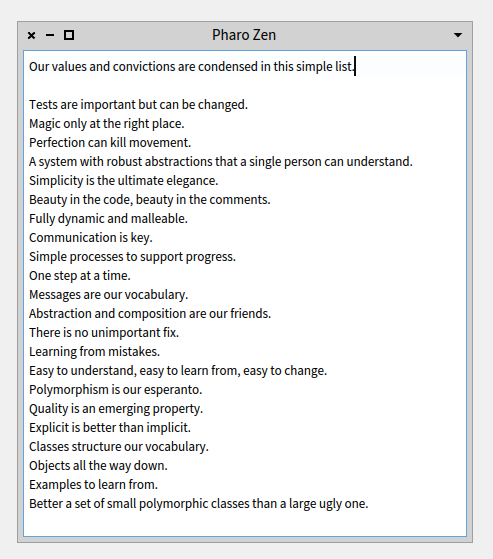 Pharo Zen
Our values and convictions are condensed in this simple list.
Tests are important but can be changed.
Magic only at the right place.
Perfection can kill movement.
A system with robust abstractions that a single person can understand.
Simplicity is the ultimate elegance.
Beauty in the code, beauty in the comments.
Fully dynamic and malleable.
Communication is key.
Simple processes to support progress.
One step at a time.
Messages are our vocabulary.
Abstraction and composition are our friends.
There is no unimportant fix.
Learning from mistakes.
Easy to understand, easy to learn from, easy to change.
Polymorphism is our esperanto.
Quality is an emerging property.
Explicit is better than implicit.
Classes structure our vocabulary.
Objects all the way down.
Examples to learn from.
Better a set of small polymorphic classes than a large ugly one.